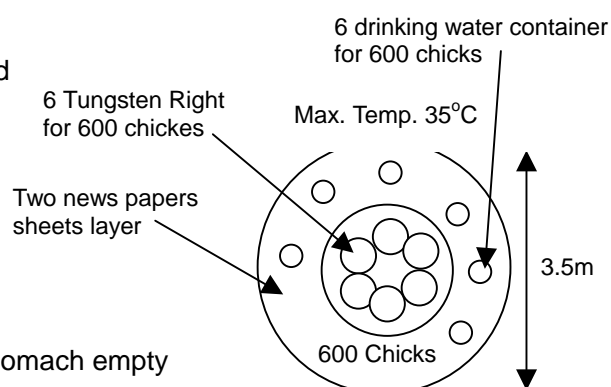 6 drinking water container
for 600 chicks
6 Tungsten Right
for 600 chickes
Max. Temp. 35°C
Two news papers
sheets layer
3.5m
600 Chicks
empty